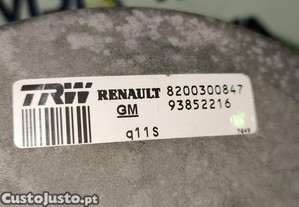 TRW RENAULT 8200300847
GM 93852216
q11S
CustoJusto.pt